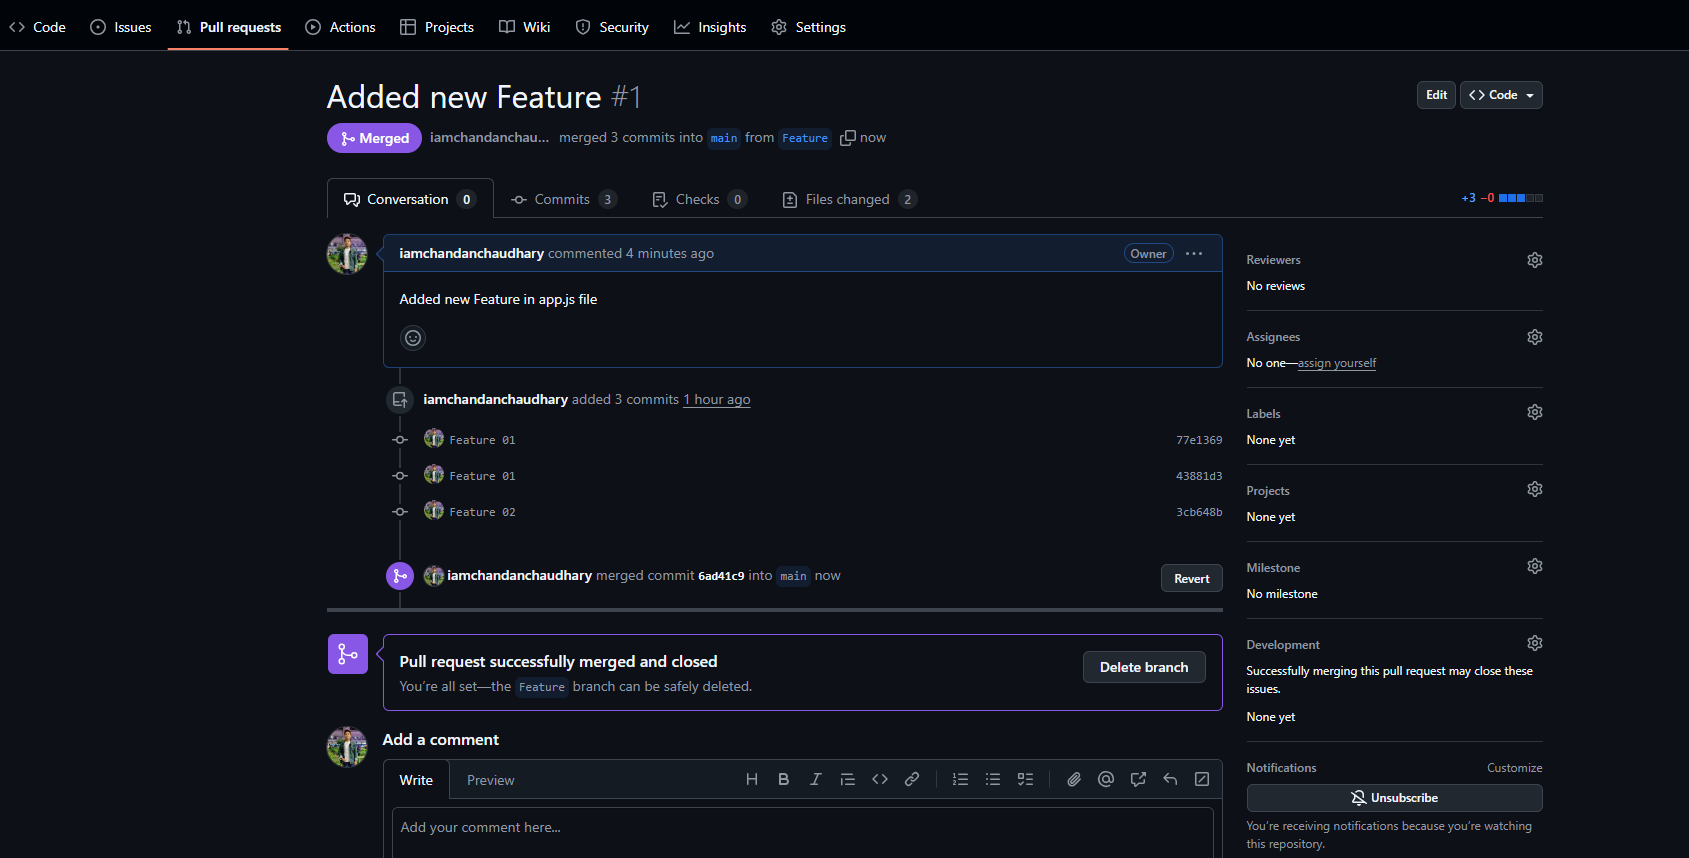 Code Issues Pull requests Actions Projects Wiki Security Insights Settings
Added new Feature #1
Edit Code
Merged iamchandanchau... merged 3 commits into main from Feature now
Conversation 0 Commits 3 Checks 0 Files changed 2
+3 −0
iamchandanchaudhary commented 4 minutes ago Owner
Added new Feature in app.js file
iamchandanchaudhary added 3 commits 1 hour ago
Feature 01 77e1369
Feature 01 43881d3
Feature 02 3cb648b
iamchandanchaudhary merged commit 6ad41c9 into main now Revert
Pull request successfully merged and closed
You're all set—the Feature branch can be safely deleted.
Delete branch
Add a comment
Write Preview
Add your comment here...
Reviewers
No reviews
Assignees
No one—assign yourself
Labels
None yet
Projects
None yet
Milestone
No milestone
Development
Successfully merging this pull request may close these
issues.
None yet
Notifications Customize
Unsubscribe
You're receiving notifications because you're watching
this repository.